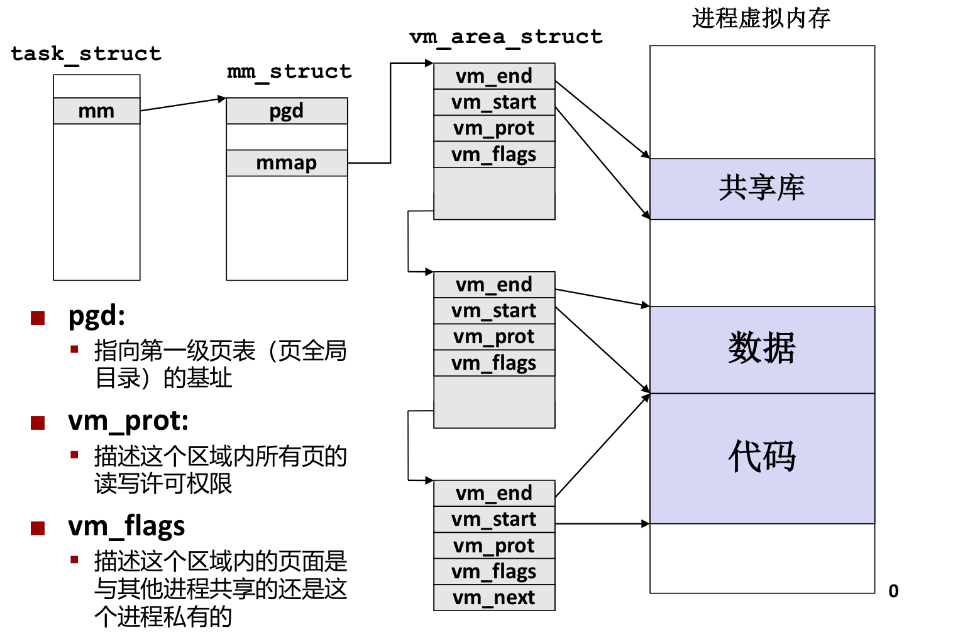 进程虚拟内存
vm_area_struct
task_struct
mm_struct
mm
pgd
mmap
vm_end
vm_start
vm_prot
vm_flags
共享库
vm_end
vm_start
vm_prot
vm_flags
数据
代码
vm_end
vm_start
vm_prot
vm_flags
vm_next
0
pgd:
指向第一级页表（页全局
目录）的基址
vm_prot:
描述这个区域内所有页的
读写许可权限
vm_flags
描述这个区域内的页面是
与其他进程共享的还是这
个进程私有的